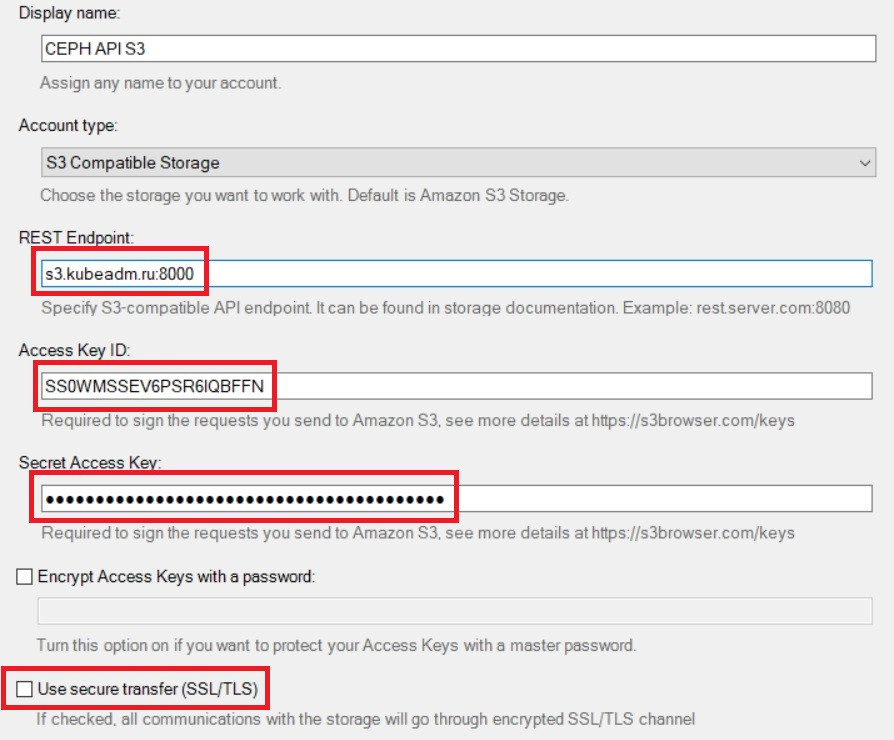 Display name:
CEPH API S3
Assign any name to your account.
Account type:
S3 Compatible Storage
Choose the storage you want to work with. Default is Amazon S3 Storage.
REST Endpoint:
s3.kubeadm.ru:8000
Specify S3-compatible API endpoint. It can be found in storage documentation. Example: rest.server.com:8080
Access Key ID:
SS0WMSSEV6PSR6IQBFFN
Required to sign the requests you send to Amazon S3, see more details at https://s3browser.com/keys
Secret Access Key:
●●●●●●●●●●●●●●●●●●●●●●●●●●●●●●●●●●●●●●●●
Required to sign the requests you send to Amazon S3, see more details at https://s3browser.com/keys
Encrypt Access Keys with a password:
Turn this option on if you want to protect your Access Keys with a master password.
Use secure transfer (SSL/TLS)
If checked, all communications with the storage will go through encrypted SSL/TLS channel